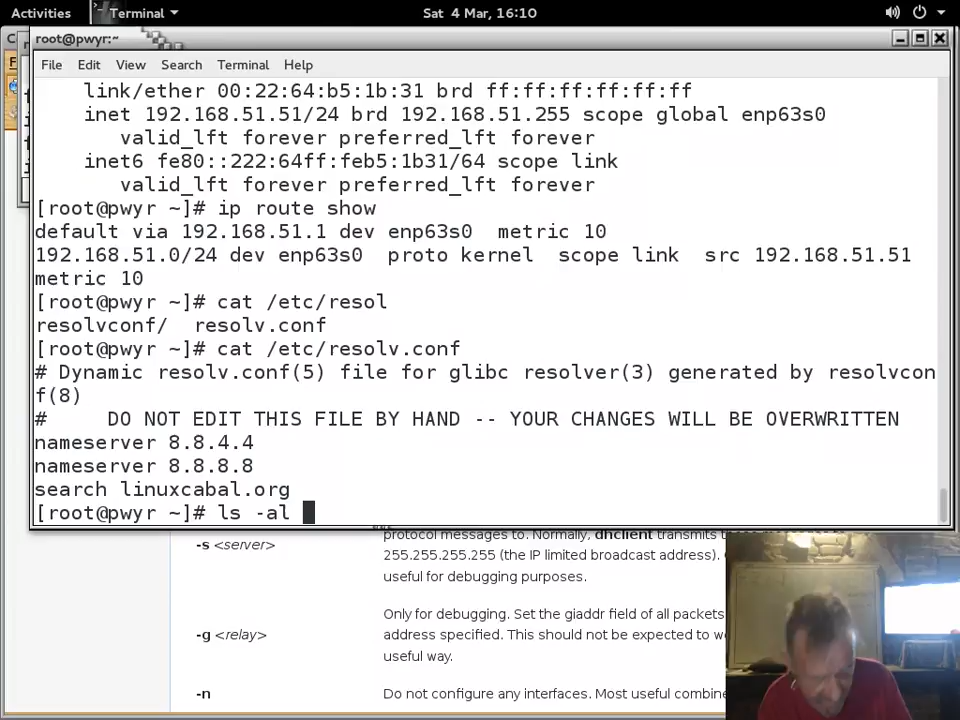 Activities
Terminal
Sat 4 Mar, 16:10
root@pwyr:~
File Edit View Search Terminal Help
link/ether 00:22:64:b5:1b:31 brd ff:ff:ff:ff:ff:ff
inet 192.168.51.51/24 brd 192.168.51.255 scope global enp63s0
valid_lft forever preferred_lft forever
inet6 fe80::222:64ff:feb5:1b31/64 scope link
valid_lft forever preferred_lft forever
[root@pwyr ~]# ip route show
default via 192.168.51.1 dev enp63s0  metric 10
192.168.51.0/24 dev enp63s0  proto kernel  scope link  src 192.168.51.51
metric 10
[root@pwyr ~]# cat /etc/resol
resolvconf/  resolv.conf
[root@pwyr ~]# cat /etc/resolv.conf
# Dynamic resolv.conf(5) file for glibc resolver(3) generated by resolvcon
f(8)
#     DO NOT EDIT THIS FILE BY HAND -- YOUR CHANGES WILL BE OVERWRITTEN
nameserver 8.8.4.4
nameserver 8.8.8.8
search linuxcabal.org
[root@pwyr ~]# ls -al
protocol messages to. Normally, dhclient transmits
-s <server>
255.255.255.255 (the IP limited broadcast address).
useful for debugging purposes.
Only for debugging. Set the giaddr field of all packets
-g <relay>
address specified. This should not be expected to
useful way.
-n
Do not configure any interfaces. Most useful